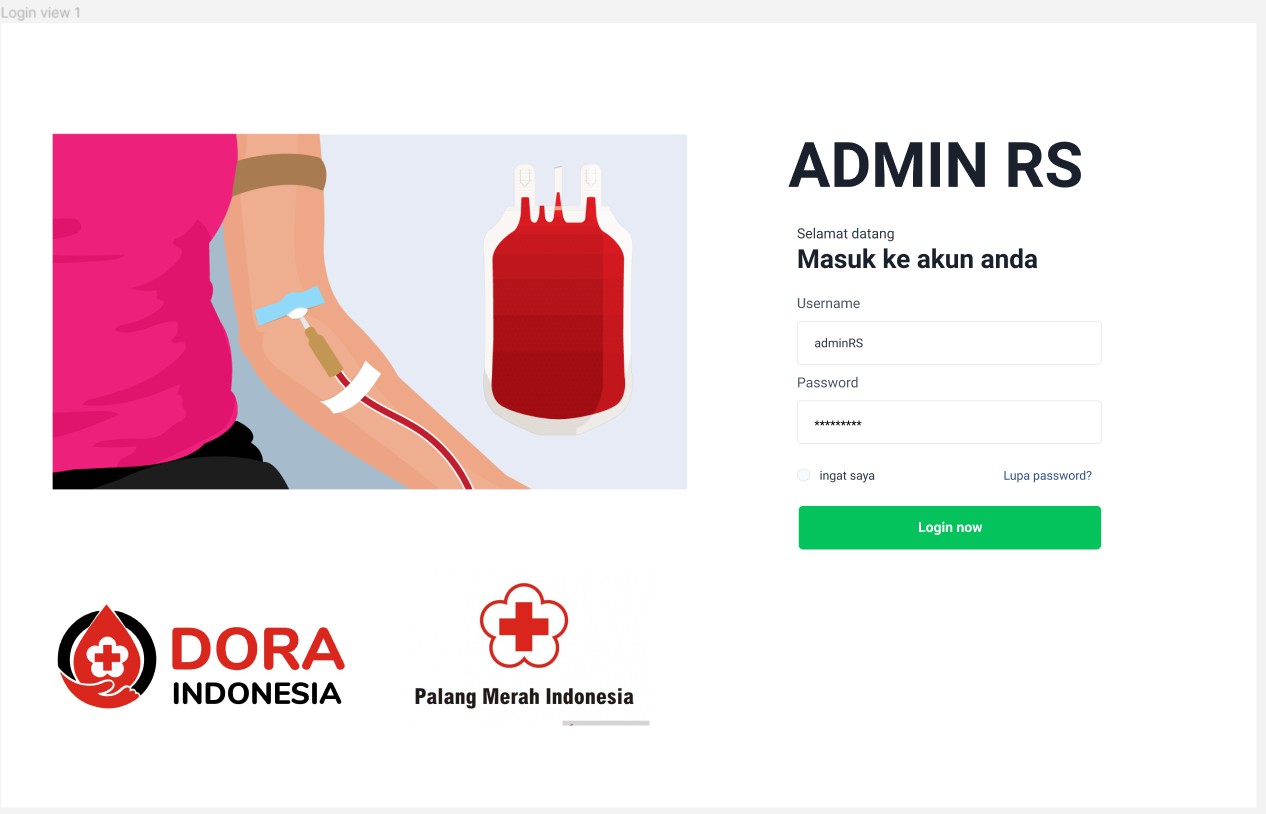 Login view 1
ADMIN RS
Selamat datang
Masuk ke akun anda
Username
adminRS
Password
*********
ingat saya
Lupa password?
Login now
DORA
INDONESIA
Palang Merah Indonesia